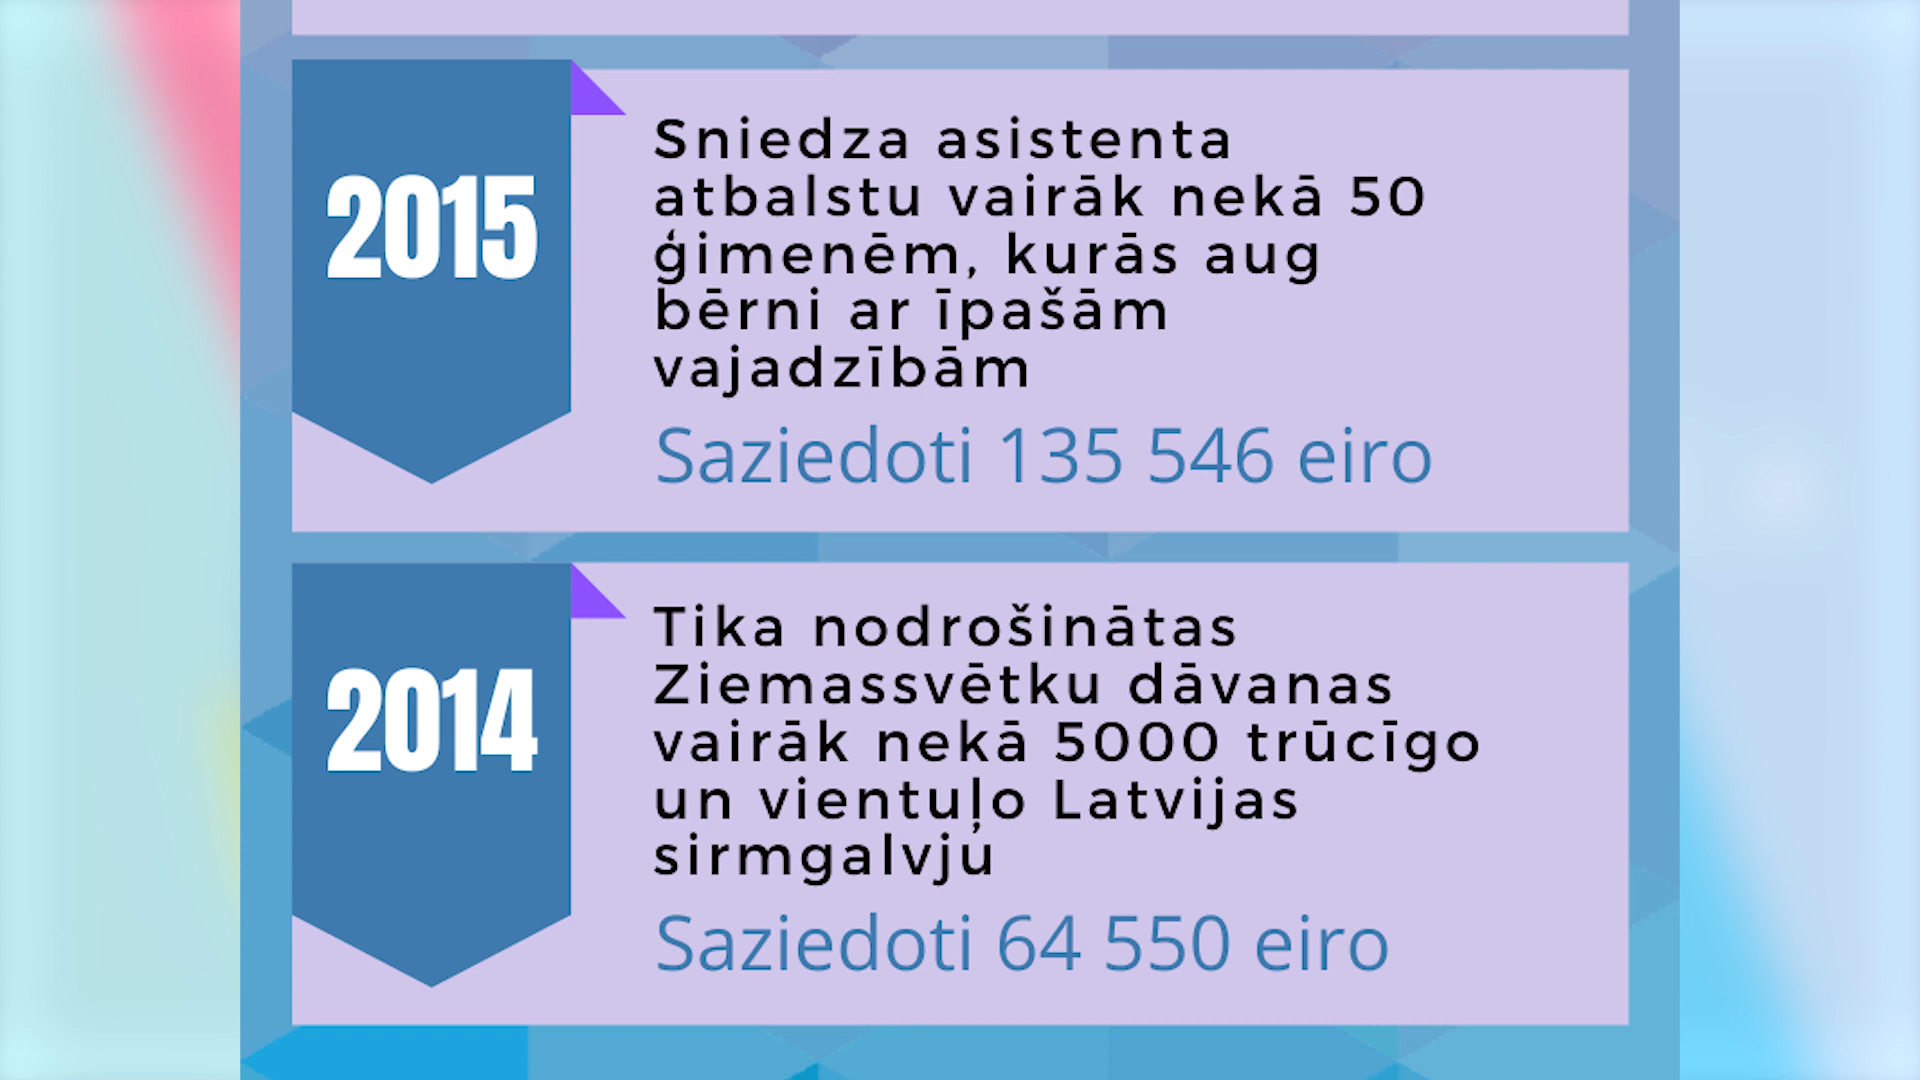 2015
Sniedza asistenta
atbalstu vairāk nekā 50
ģimenēm, kurās aug
bērni ar īpašām
vajadzībām
Saziedoti 135 546 eiro
2014
Tika nodrošinātas
Ziemassvētku dāvanas
vairāk nekā 5000 trūcīgo
un vientuļo Latvijas
sirmgalvju
Saziedoti 64 550 eiro